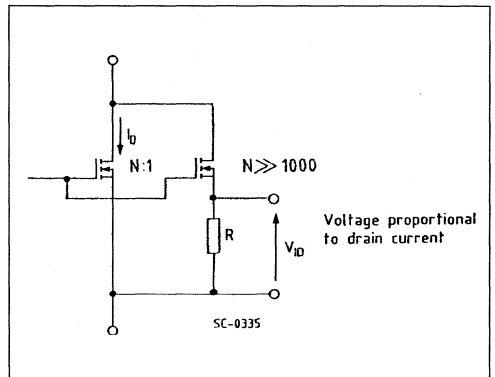 I_D
N:1
N≫1000
R
V_iD
Voltage proportional
to drain current
SC-0335